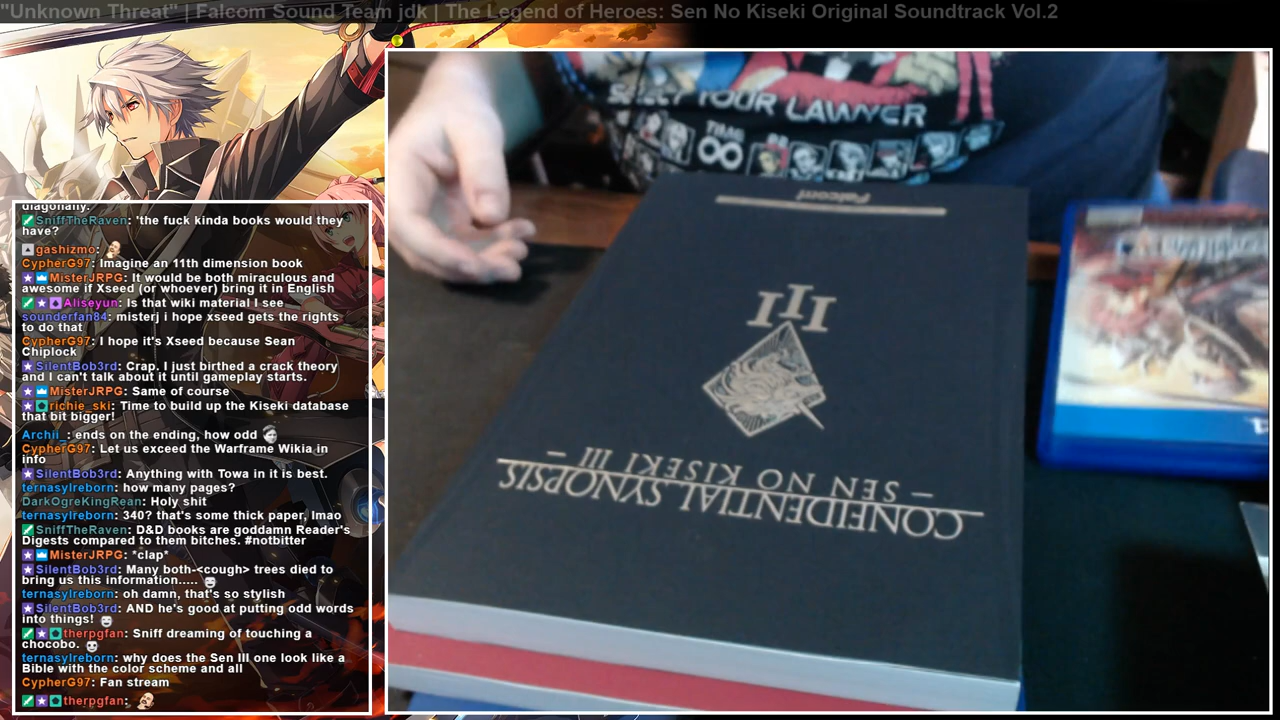 "Unknown Threat" | Falcom Sound Team jdk | The Legend of Heroes: Sen No Kiseki Original Soundtrack Vol.2
diagonally.
SniffTheRaven: 'the fuck kinda books would they
have?
gashizmo:
CypherG97: Imagine an 11th dimension book
MisterJRPG: It would be both miraculous and
awesome if Xseed (or whoever) bring it in English
Aliseyun: Is that wiki material I see
sounderfan84: misterj i hope xseed gets the rights
to do that
CypherG97: I hope it's Xseed because Sean
Chiplock
SilentBob3rd: Crap. I just birthed a crack theory
and I can't talk about it until gameplay starts.
MisterJRPG: Same of course
richie_ski: Time to build up the Kiseki database
that bit bigger!
Archii_: ends on the ending, how odd
CypherG97: Let us exceed the Warframe Wikia in
info
SilentBob3rd: Anything with Towa in it is best.
ternasylreborn: how many pages?
DarkOgreKingRean: Holy shit
ternasylreborn: 340? that's some thick paper, lmao
SniffTheRaven: D&D books are goddamn Reader's
Digests compared to them bitches. #notbitter
MisterJRPG: *clap*
SilentBob3rd: Many both-<cough> trees died to
bring us this information.....
ternasylreborn: oh damn, that's so stylish
SilentBob3rd: AND he's good at putting odd words
into things!
therpgfan: Sniff dreaming of touching a
chocobo.
ternasylreborn: why does the Sen III one look like a
Bible with the color scheme and all
CypherG97: Fan stream
therpgfan:
YOUR LAWYER
TIME
Falcom
III
- SEN NO KISEKI III -
CONFIDENTIAL SYNOPSIS